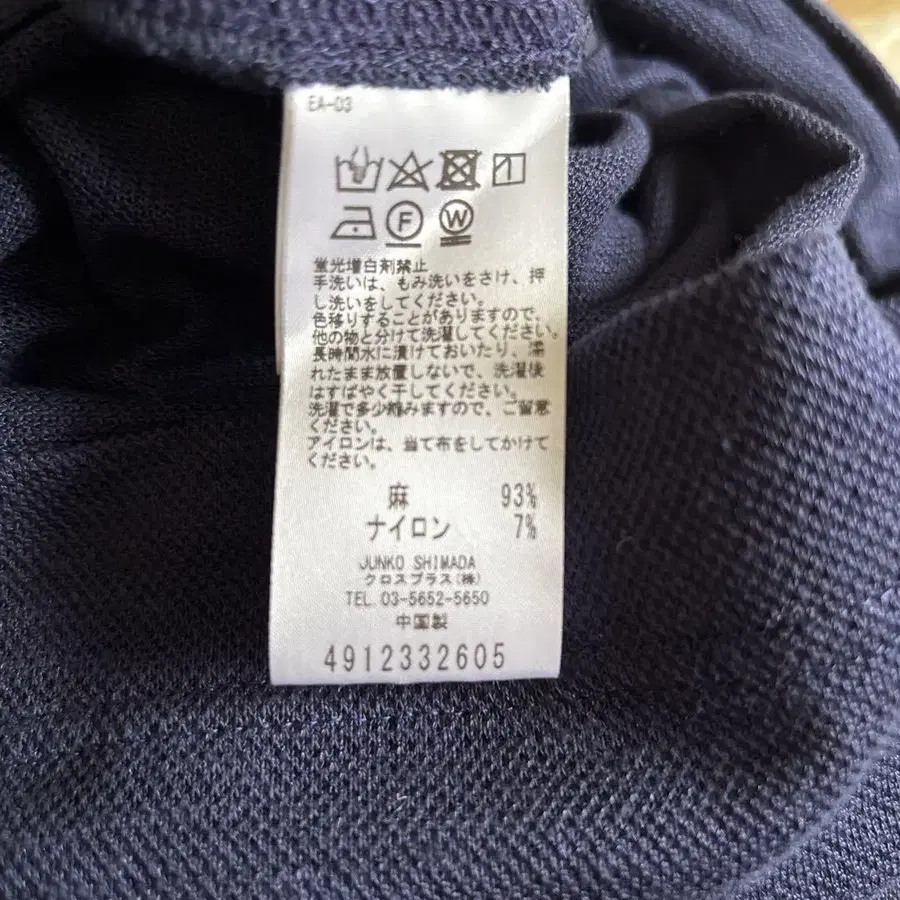 EA-03
F W
蛍光増白剤禁止
手洗いは、もみ洗いをさけ、押
し洗いをしてください。
色移りすることがありますので、
他の物と分けて洗濯してください。
長時間水に漬けておいたり、濡
れたまま放置しないで、洗濯後
はすばやく干してください。
洗濯で多少縮みますので、ご留意
ください。
アイロンは、当て布をしてかけて
ください。
麻 93%
ナイロン 7%
JUNKO SHIMADA
クロスプラス(株)
TEL 03-5652-5650
中国製
4912332605